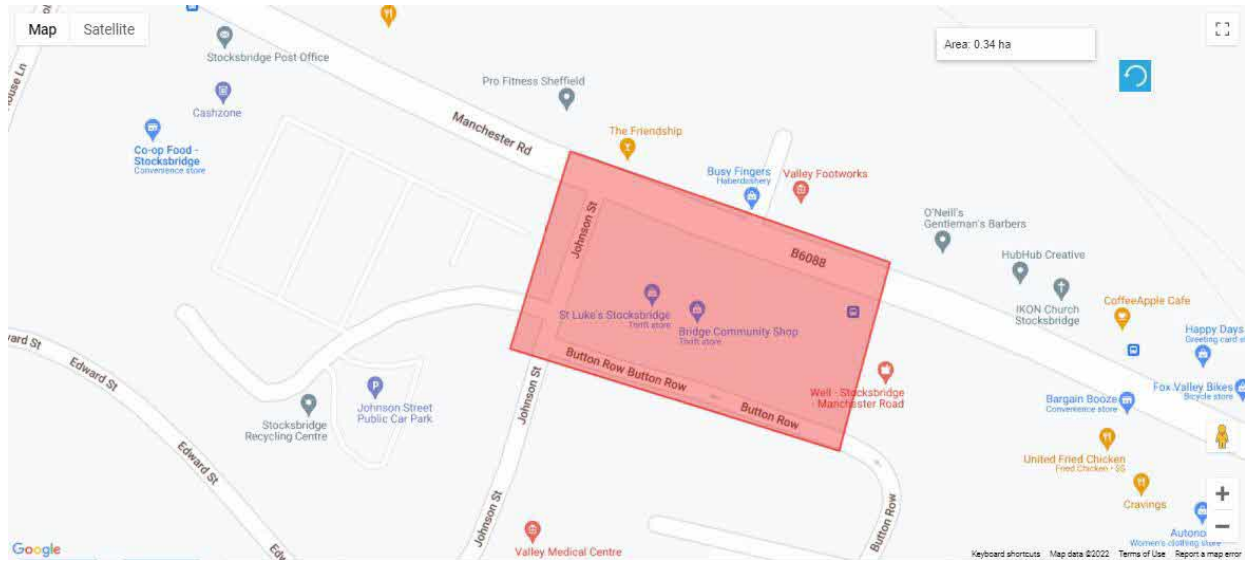 Map
Satellite
Area: 0.34 ha
Stocksbridge Post Office
Cashzone
Co-op Food -
Stocksbridge
Convenience store
Pro Fitness Sheffield
Manchester Rd
The Friendship
Busy Fingers
Haberdashery
Valley Footworks
Johnson St
B6088
O'Neill's
Gentleman's Barbers
HubHub Creative
IKON Church
Stocksbridge
CoffeeApple Cafe
Happy Days
Greeting card
St Luke's Stocksbridge
Thrift store
Bridge Community Shop
Thrift store
Edward St
Button Row Button Row
Button Row
Johnson St
Well - Stocksbridge
- Manchester Road
Fox Valley Bikes
Bicycle store
Bargain Booze
Convenience store
P
Johnson Street
Public Car Park
Stocksbridge
Recycling Centre
Edward St
United Fried Chicken
Fried Chicken • $$
Cravings
Johnson St
Button Row
Valley Medical Centre
Women's clothing store
Google
Keyboard shortcuts Map data ©2022 Terms of Use Report a map error